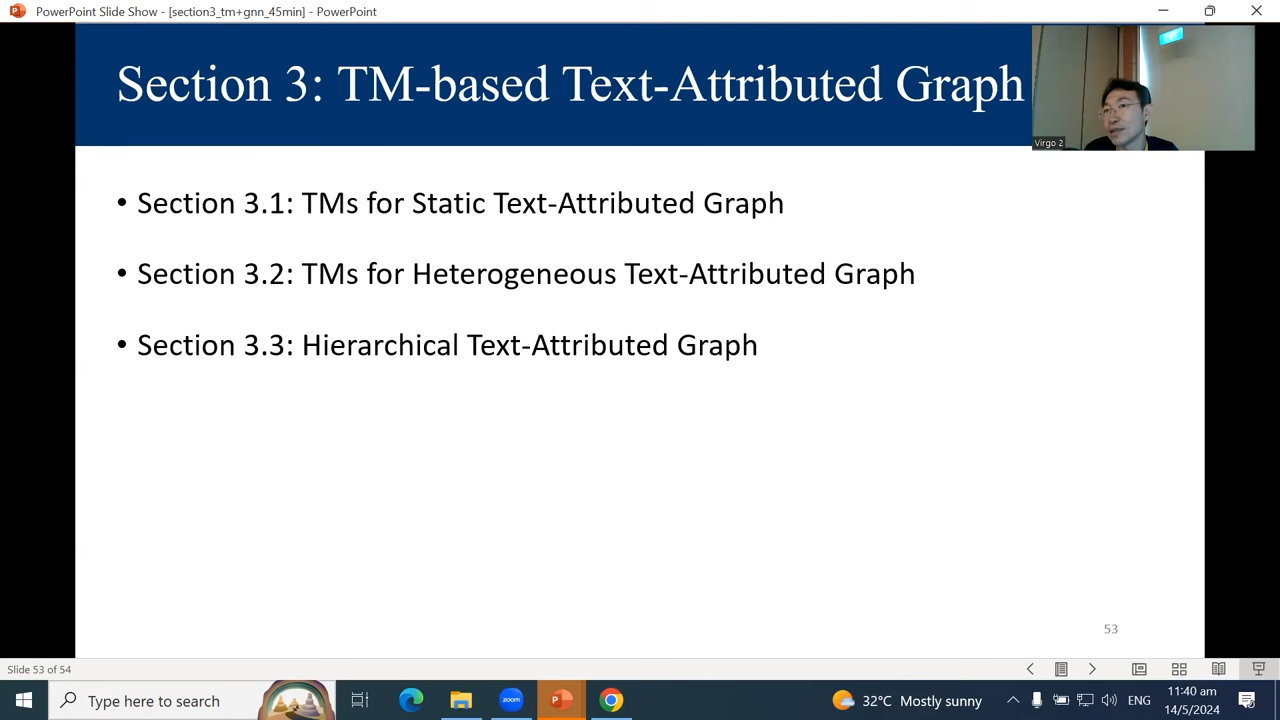 PowerPoint Slide Show - [section3_tm+gnn_45min] - PowerPoint
Section 3: TM-based Text-Attributed Graph
Virgo 2
• Section 3.1: TMs for Static Text-Attributed Graph
• Section 3.2: TMs for Heterogeneous Text-Attributed Graph
• Section 3.3: Hierarchical Text-Attributed Graph
53
Slide 53 of 54
Type here to search
zoom
32°C Mostly sunny
ENG
11:40 am
14/5/2024